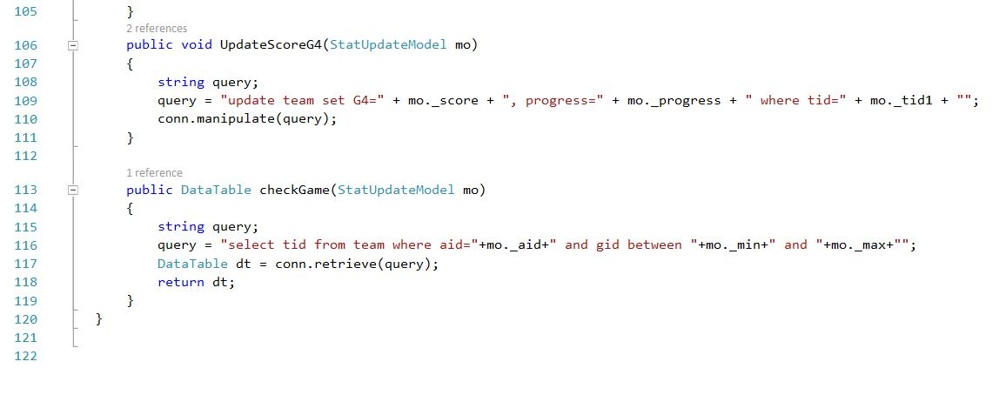 105 }
2 references
106 public void UpdateScoreG4(StatUpdateModel mo)
107 {
108 string query;
109 query = "update team set G4=" + mo._score + ", progress=" + mo._progress + " where tid=" + mo._tid1 + "";
110 conn.manipulate(query);
111 }
112
1 reference
113 public DataTable checkGame(StatUpdateModel mo)
114 {
115 string query;
116 query = "select tid from team where aid="+mo._aid+" and gid between "+mo._min+" and "+mo._max+"";
117 DataTable dt = conn.retrieve(query);
118 return dt;
119 }
120 }
121
122